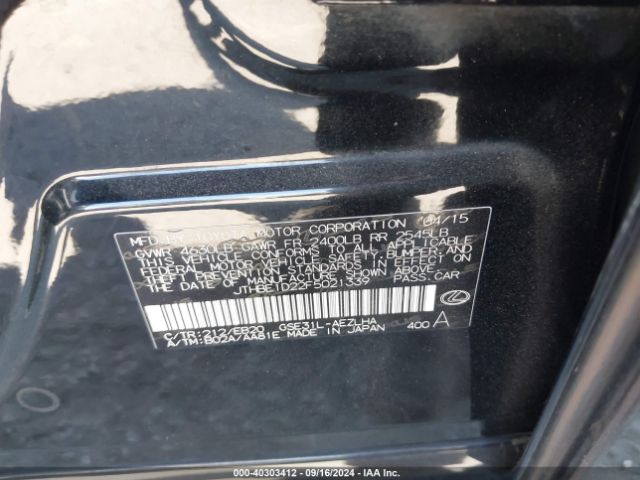 MFD. BY TOYOTA MOTOR CORPORATION 04/15
GVWR 4630LB GAWR FR 2400LB RR 2545LB
THIS VEHICLE CONFORMS TO ALL APPLICABLE
FEDERAL MOTOR VEHICLE SAFETY, BUMPER, AND
THEFT PREVENTION STANDARDS IN EFFECT ON
THE DATE OF MANUFACTURE SHOWN ABOVE.
JTHBE1D22F5021339 PASS.CAR
C/TR:212/EB20 GSE31L-AEZLHA
A/TM:B02A/AA81E MADE IN JAPAN 400 A
000-40303412 - 09/16/2024 - IAA Inc.